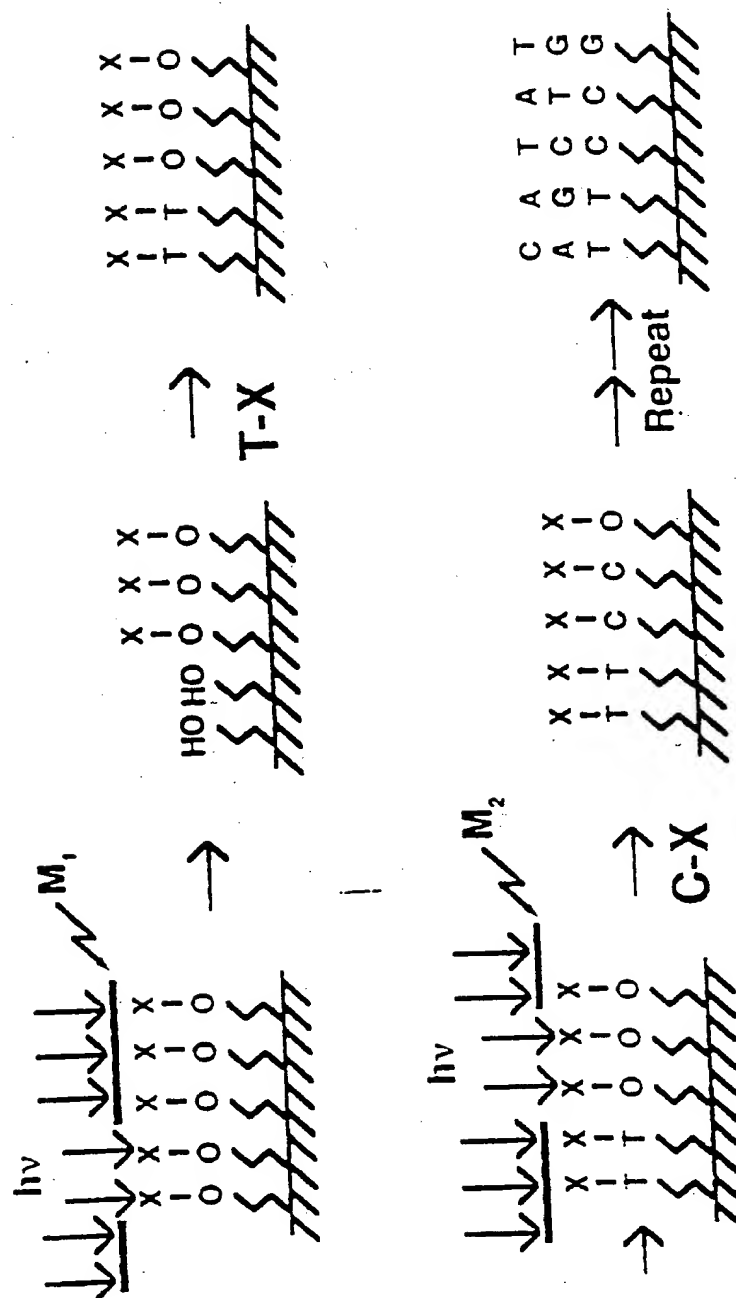 hν
M₁
X X X X X
O O O O O
X X X
HO HO O O O
T-X
X X X X X
T T O O O
hν
M₂
X X X X X
T T O O O
C-X
X X X X X
T T C C O
Repeat
C A T A T
A G C T G
T T C C G